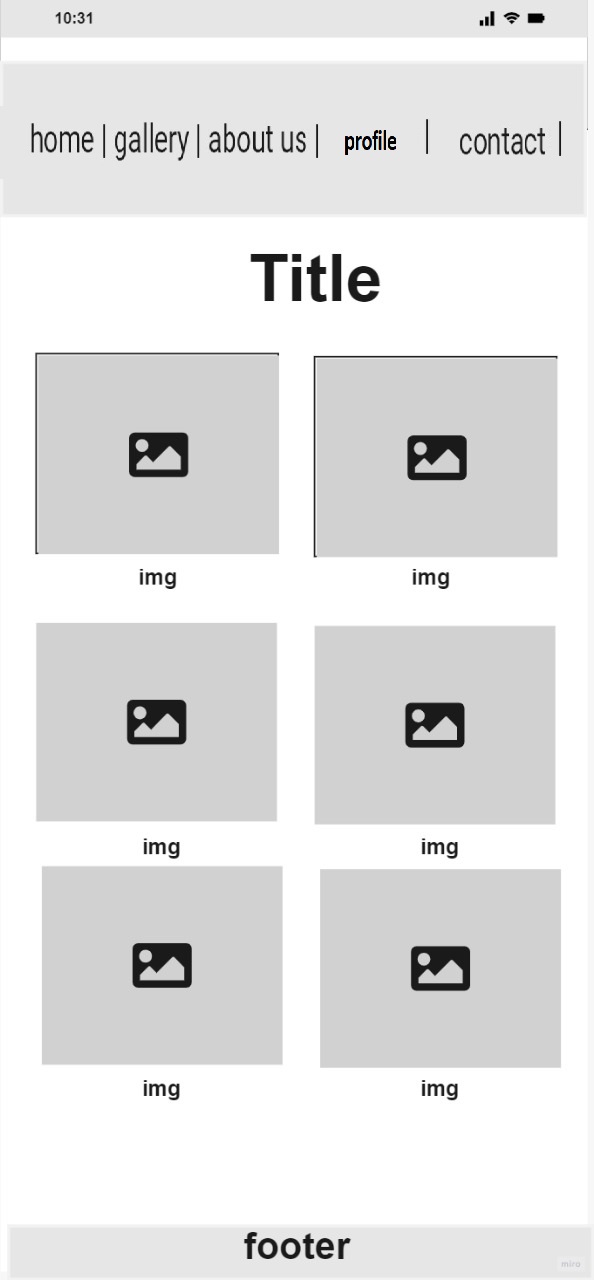 10:31
home | gallery | about us | profile | contact |
Title
img img
img img
img img
footer
miro